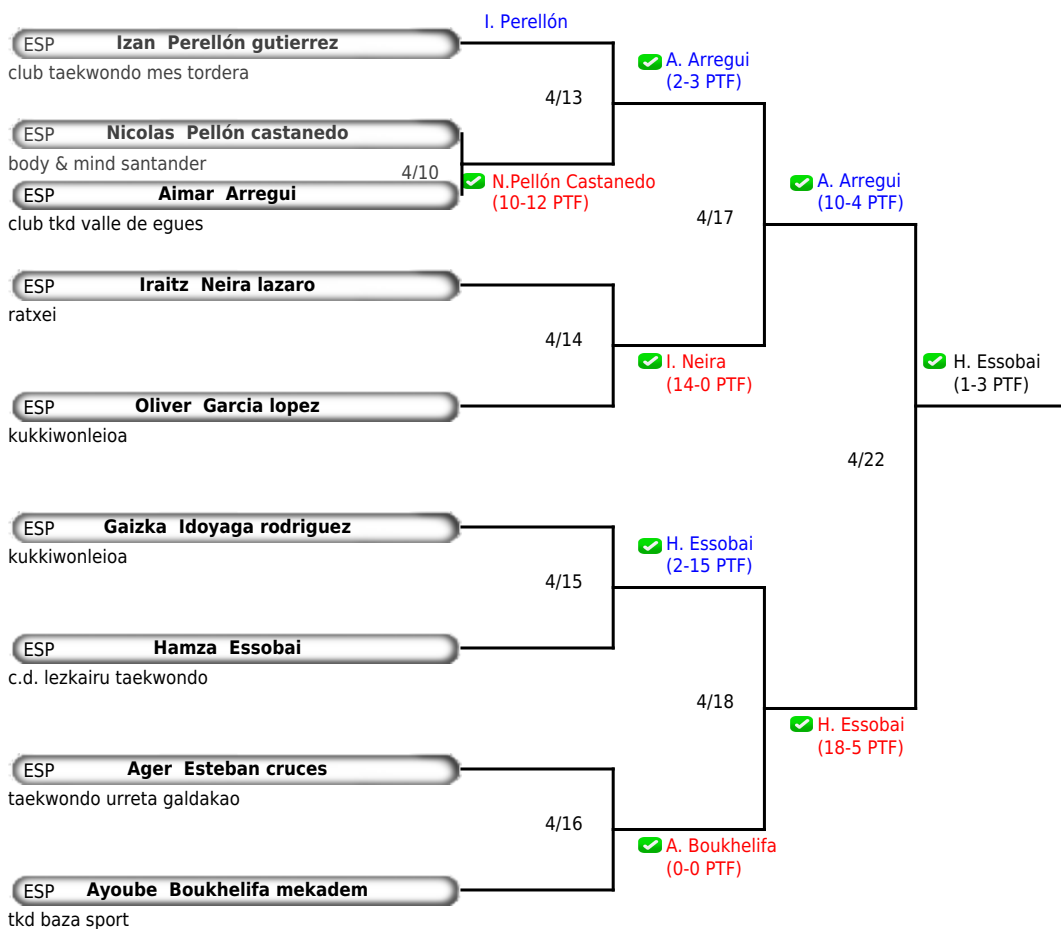 I. Perellón
ESP Izan Perellón gutierrez
club taekwondo mes tordera
A. Arregui
(2-3 PTF)
4/13
ESP Nicolas Pellón castanedo
body & mind santander
4/10
N.Pellón Castanedo
(10-12 PTF)
ESP Aimar Arregui
club tkd valle de egues
A. Arregui
(10-4 PTF)
4/17
ESP Iraitz Neira lazaro
ratxei
4/14
I. Neira
(14-0 PTF)
H. Essobai
(1-3 PTF)
ESP Oliver Garcia lopez
kukkiwonleioa
4/22
ESP Gaizka Idoyaga rodriguez
kukkiwonleioa
H. Essobai
(2-15 PTF)
4/15
ESP Hamza Essobai
c.d. lezkairu taekwondo
4/18
H. Essobai
(18-5 PTF)
ESP Ager Esteban cruces
taekwondo urreta galdakao
4/16
A. Boukhelifa
(0-0 PTF)
ESP Ayoube Boukhelifa mekadem
tkd baza sport